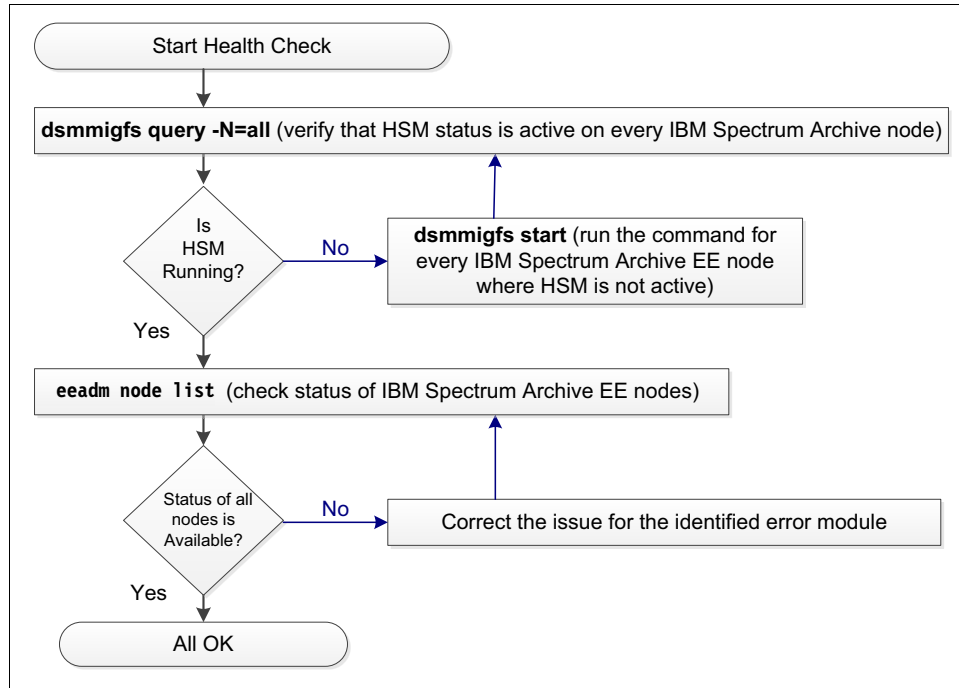 Start Health Check
dsmmigfs query -N=all (verify that HSM status is active on every IBM Spectrum Archive node)
Is
HSM
Running?
No
dsmmigfs start (run the command for
every IBM Spectrum Archive EE node
where HSM is not active)
Yes
eeadm node list (check status of IBM Spectrum Archive EE nodes)
Status of all
nodes is
Available?
No
Correct the issue for the identified error module
Yes
All OK